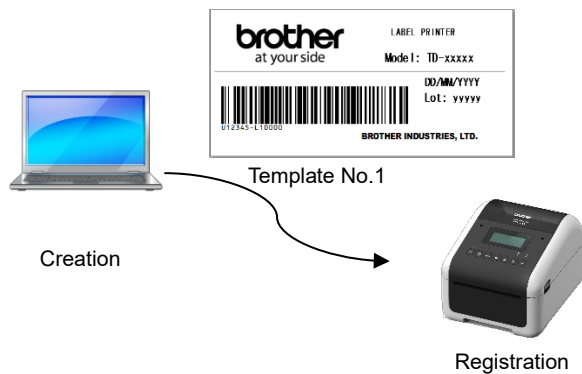 brother
at your side
LABEL PRINTER
Model: TD-xxxxx
DD/MM/YYYY
Lot: yyyyy
U12345-L10000
BROTHER INDUSTRIES, LTD.
Template No.1
Creation
brother
Registration